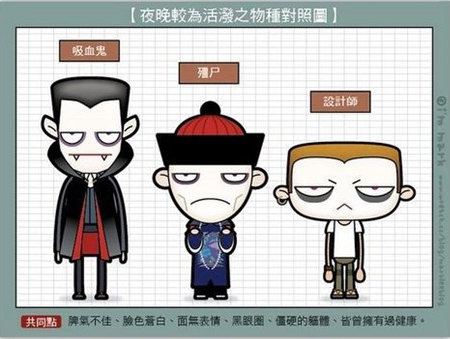 【夜晚較為活潑之物種對照圖】
吸血鬼
殭屍
設計師
共同點 脾氣不佳、臉色蒼白、面無表情、黑眼圈、僵硬的軀體、皆曾擁有過健康。